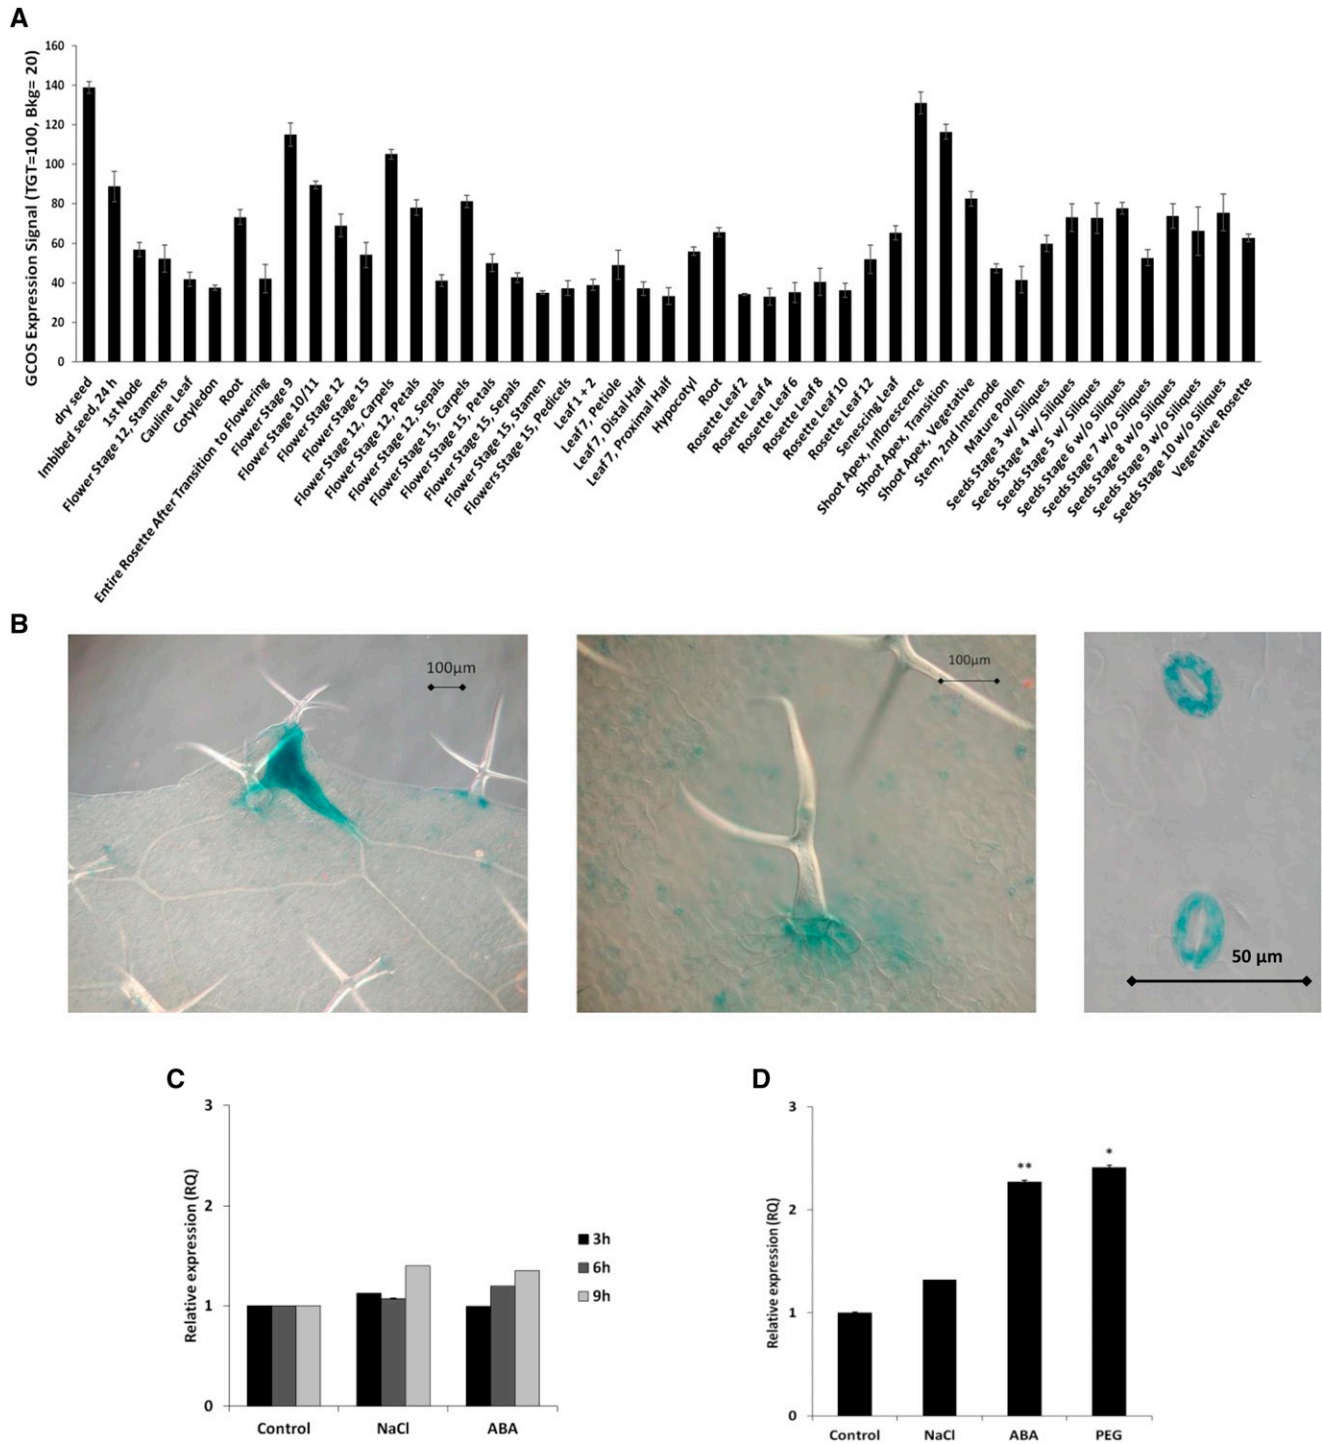 A
GCOS Expression Signal (TGT=100, Bkg= 20)
160
140
120
100
80
60
40
20
0
dry seed
Imbibed seed, 24 h
1st Node
Flower Stage 12, Stamens
Cauline Leaf
Cotyledon
Root
Entire Rosette After Transition to Flowering
Flower Stage 9
Flower Stage 10/11
Flower Stage 12
Flower Stage 15
Flower Stage 12, Carpels
Flower Stage 12, Petals
Flower Stage 12, Sepals
Flower Stage 15, Carpels
Flower Stage 15, Petals
Flower Stage 15, Sepals
Flower Stage 15, Stamen
Flowers Stage 15, Pedicels
Leaf 1 + 2
Leaf 7, Petiole
Leaf 7, Distal Half
Leaf 7, Proximal Half
Hypocotyl
Root
Rosette Leaf 2
Rosette Leaf 4
Rosette Leaf 6
Rosette Leaf 8
Rosette Leaf 10
Rosette Leaf 12
Senescing Leaf
Shoot Apex, Inflorescence
Shoot Apex, Transition
Shoot Apex, Vegetative
Stem, 2nd Internode
Mature Pollen
Seeds Stage 3 w/ Siliques
Seeds Stage 4 w/ Siliques
Seeds Stage 5 w/ Siliques
Seeds Stage 6 w/o Siliques
Seeds Stage 7 w/o Siliques
Seeds Stage 8 w/o Siliques
Seeds Stage 9 w/o Siliques
Seeds Stage 10 w/o Siliques
Vegetative Rosette
B
100μm
100μm
50 μm
C
Relative expression (RQ)
3
2
1
0
Control
NaCl
ABA
3h
6h
9h
D
Relative expression (RQ)
3
2
1
0
**
*
Control
NaCl
ABA
PEG